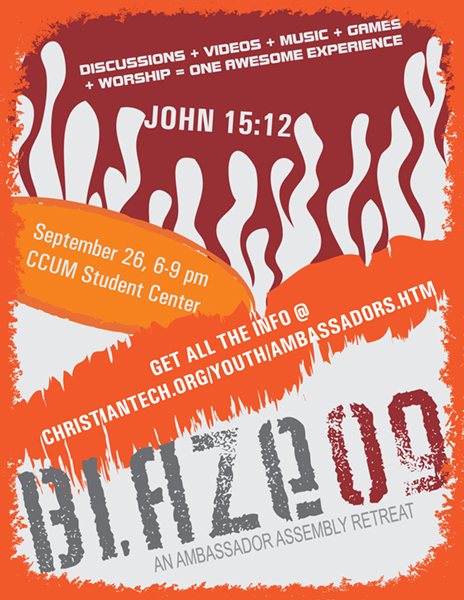 DISCUSSIONS + VIDEOS + MUSIC + GAMES
+ WORSHIP = ONE AWESOME EXPERIENCE
JOHN 15:12
September 26, 6-9 pm
CCUM Student Center
GET ALL THE INFO @
CHRISTIANTECH.ORG/YOUTH/AMBASSADORS.HTM
BLAZe09
AN AMBASSADOR ASSEMBLY RETREAT